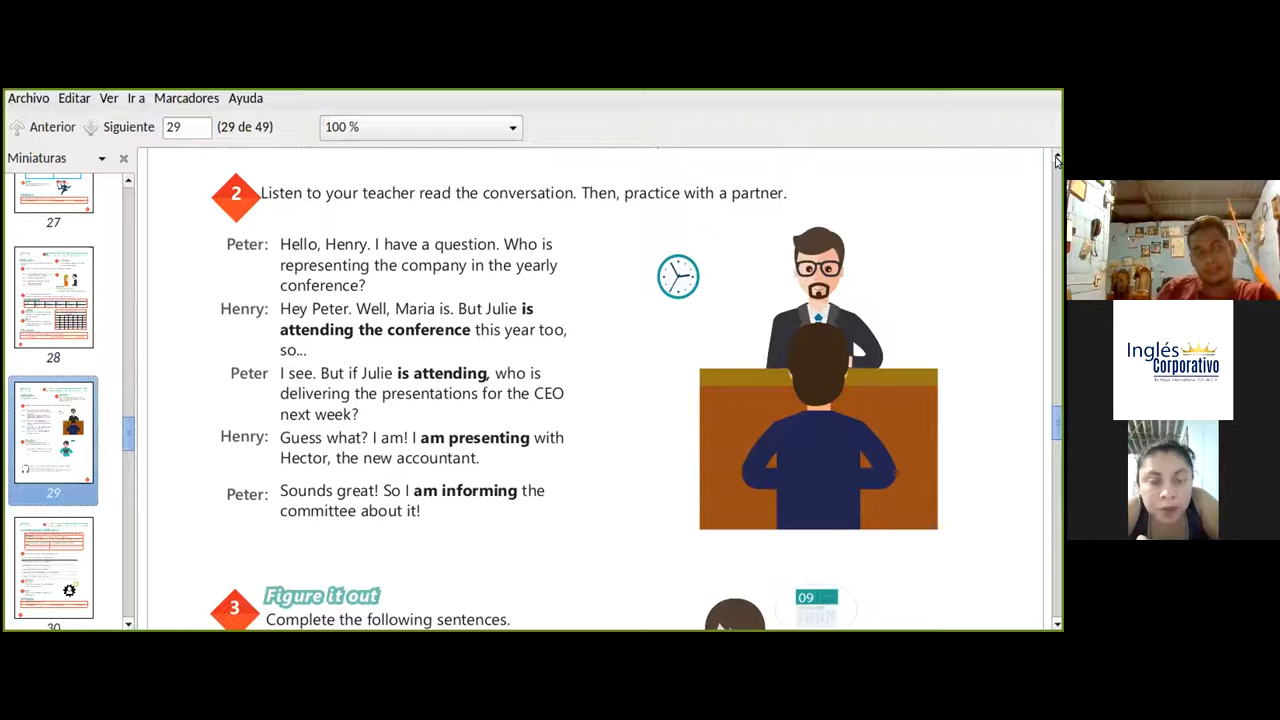 Archivo Editar Ver Ir a Marcadores Ayuda
Anterior Siguiente 29 (29 de 49) 100 %
Miniaturas
27
28
29
2 Listen to your teacher read the conversation. Then, practice with a partner.
Peter: Hello, Henry. I have a question. Who is
representing the company in the yearly
conference?
Henry: Hey Peter. Well, Maria is. But Julie is
attending the conference this year too,
so...
Peter I see. But if Julie is attending, who is
delivering the presentations for the CEO
next week?
Henry: Guess what? I am! I am presenting with
Hector, the new accountant.
Peter: Sounds great! So I am informing the
committee about it!
3 Figure it out
Complete the following sentences.
09
Inglés
Corporativo